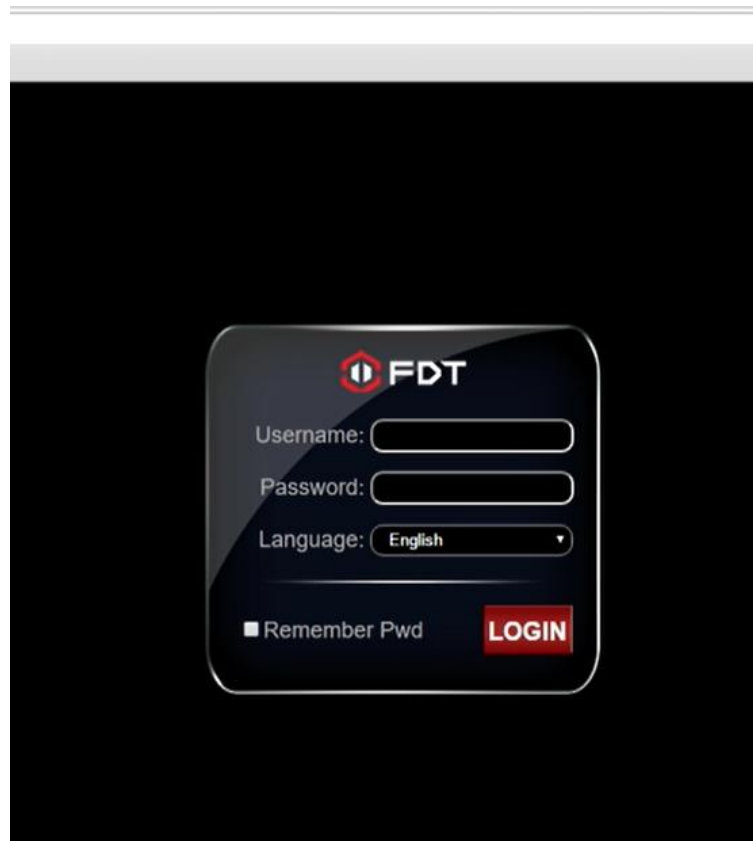 FDT
Username:
Password:
Language: English
Remember Pwd LOGIN